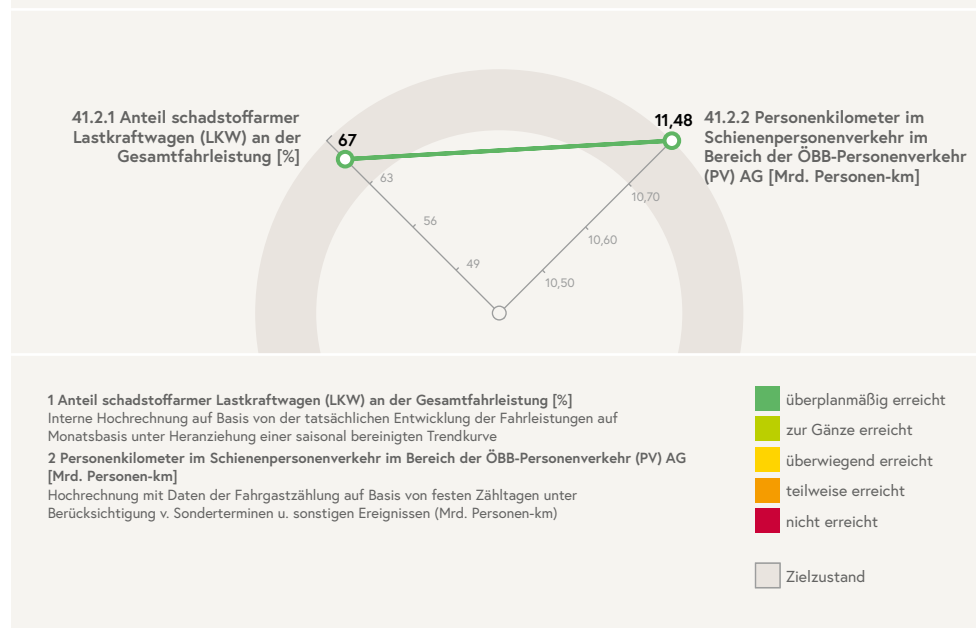 41.2.1 Anteil schadstoffarmer
Lastkraftwagen (LKW) an der
Gesamtfahrleistung [%]
67
11,48
41.2.2 Personenkilometer im
Schienenpersonenverkehr im
Bereich der ÖBB-Personenverkehr
(PV) AG [Mrd. Personen-km]
63
56
49
10,70
10,60
10,50
1 Anteil schadstoffarmer Lastkraftwagen (LKW) an der Gesamtfahrleistung [%]
Interne Hochrechnung auf Basis von der tatsächlichen Entwicklung der Fahrleistungen auf
Monatsbasis unter Heranziehung einer saisonal bereinigten Trendkurve
2 Personenkilometer im Schienenpersonenverkehr im Bereich der ÖBB-Personenverkehr (PV) AG
[Mrd. Personen-km]
Hochrechnung mit Daten der Fahrgastzählung auf Basis von festen Zähltagen unter
Berücksichtigung v. Sonderterminen u. sonstigen Ereignissen (Mrd. Personen-km)
überplanmäßig erreicht
zur Gänze erreicht
überwiegend erreicht
teilweise erreicht
nicht erreicht
Zielzustand